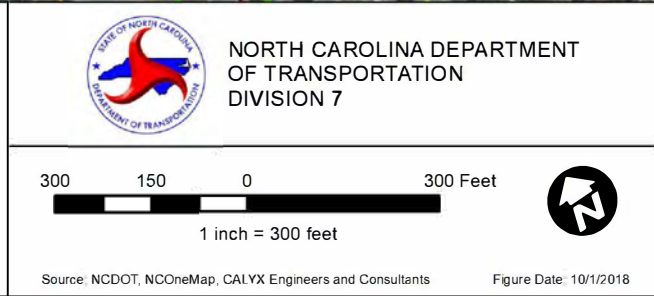 STATE OF NORTH CAROLINA
DEPARTMENT OF TRANSPORTATION
NORTH CAROLINA DEPARTMENT
OF TRANSPORTATION
DIVISION 7
300 150 0 300 Feet
1 inch = 300 feet
N
Source: NCDOT, NCOneMap, CALYX Engineers and Consultants Figure Date: 10/1/2018